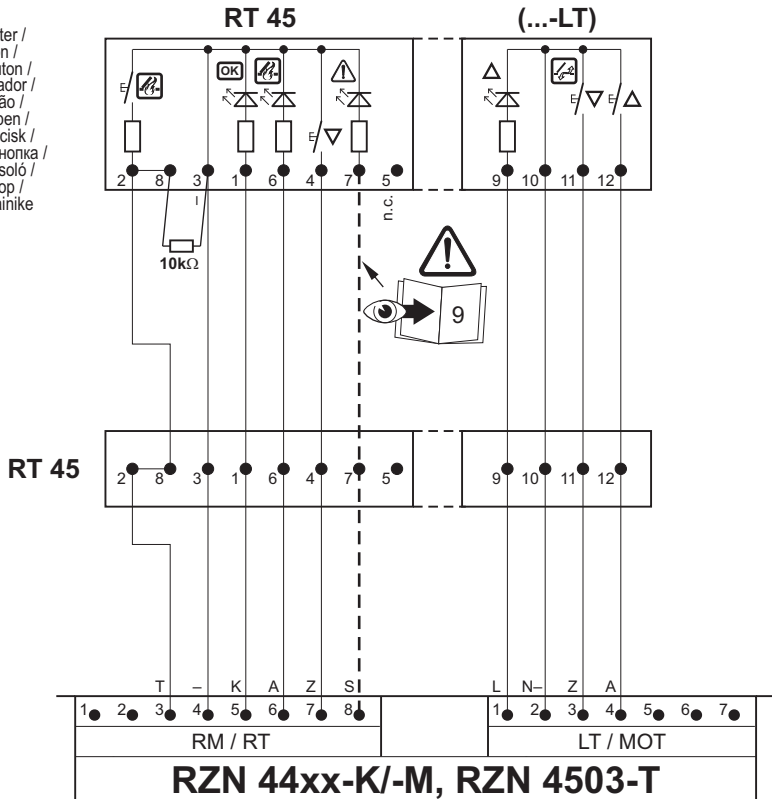 RT 45
(...-LT)
ter /
n /
ton /
ador /
ão /
en /
cisk /
нопка /
soló /
op /
ainike
OK
2 8 3 1 6 4 7 5
9 10 11 12
–
n.c.
10kΩ
9
RT 45
2 8 3 1 6 4 7 5
9 10 11 12
T – K A Z S
L N– Z A
1 2 3 4 5 6 7 8
1 2 3 4 5 6 7
RM / RT
LT / MOT
RZN 44xx-K/-M, RZN 4503-T